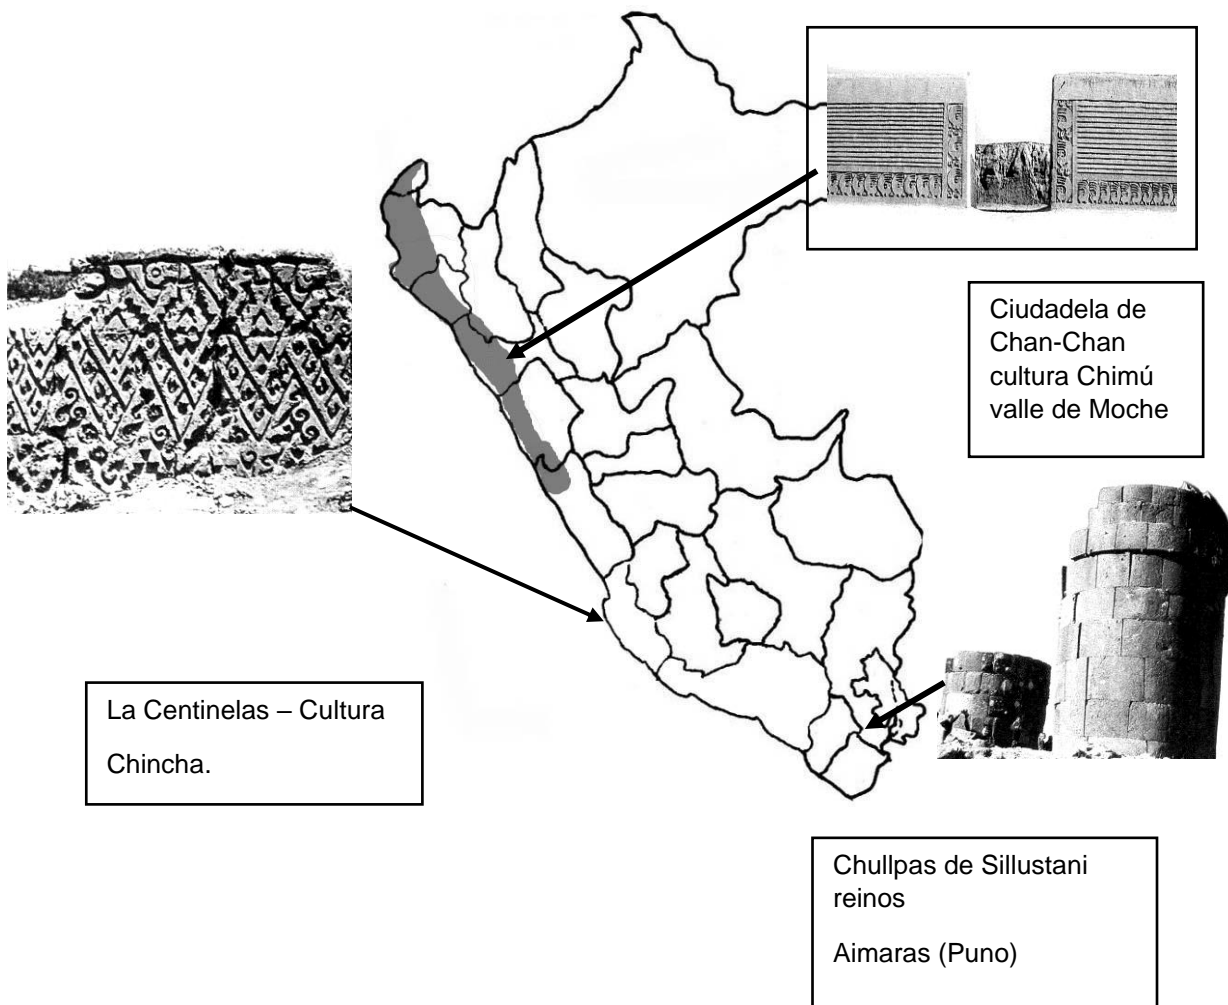 Ciudadela de
Chan-Chan
cultura Chimú
valle de Moche
La Centinelas – Cultura
Chincha.
Chullpas de Sillustani
reinos
Aimaras (Puno)